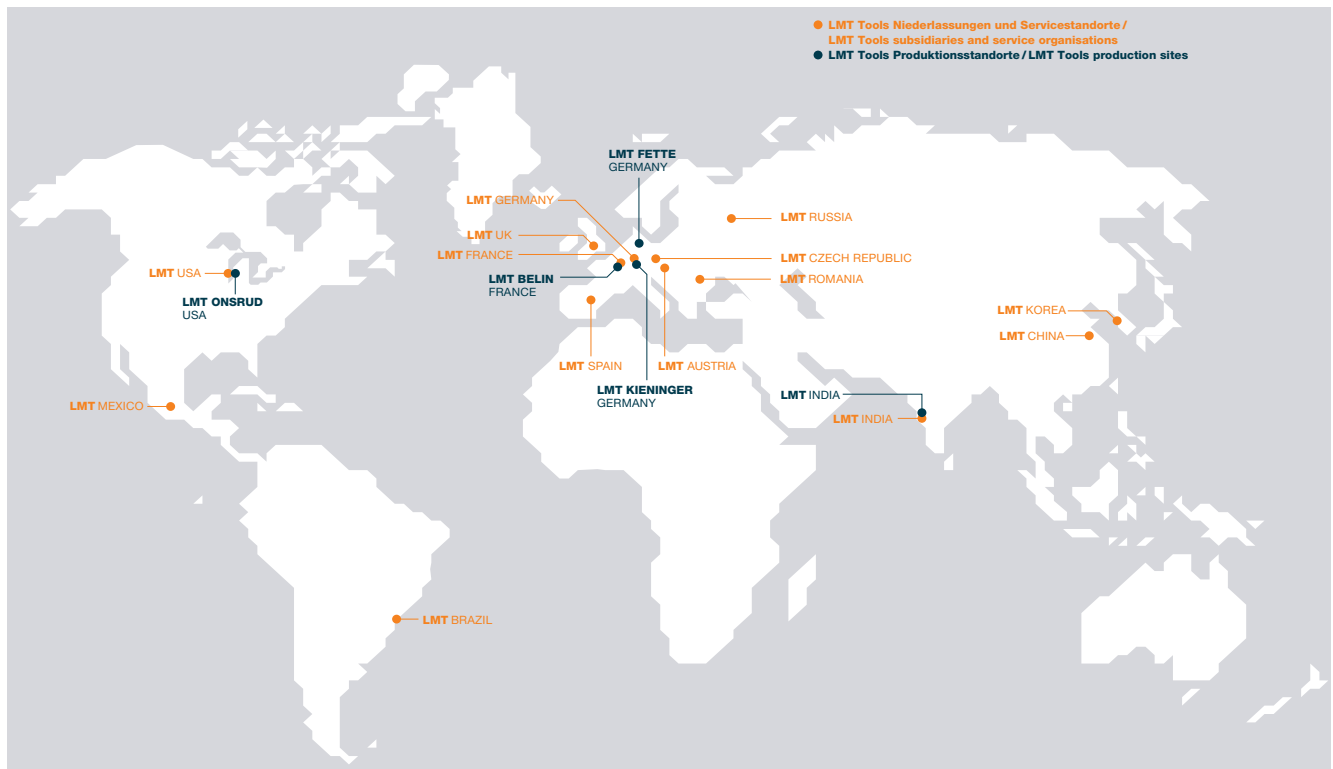 LMT Tools Niederlassungen und Servicestandorte /
LMT Tools subsidiaries and service organisations
LMT Tools Produktionsstandorte / LMT Tools production sites
LMT FETTE
GERMANY
LMT GERMANY
LMT RUSSIA
LMT UK
LMT FRANCE
LMT CZECH REPUBLIC
LMT USA
LMT BELIN
FRANCE
LMT ROMANIA
LMT ONSRUD
USA
LMT KOREA
LMT CHINA
LMT SPAIN
LMT AUSTRIA
LMT KIENINGER
GERMANY
LMT INDIA
LMT MEXICO
LMT INDIA
LMT BRAZIL